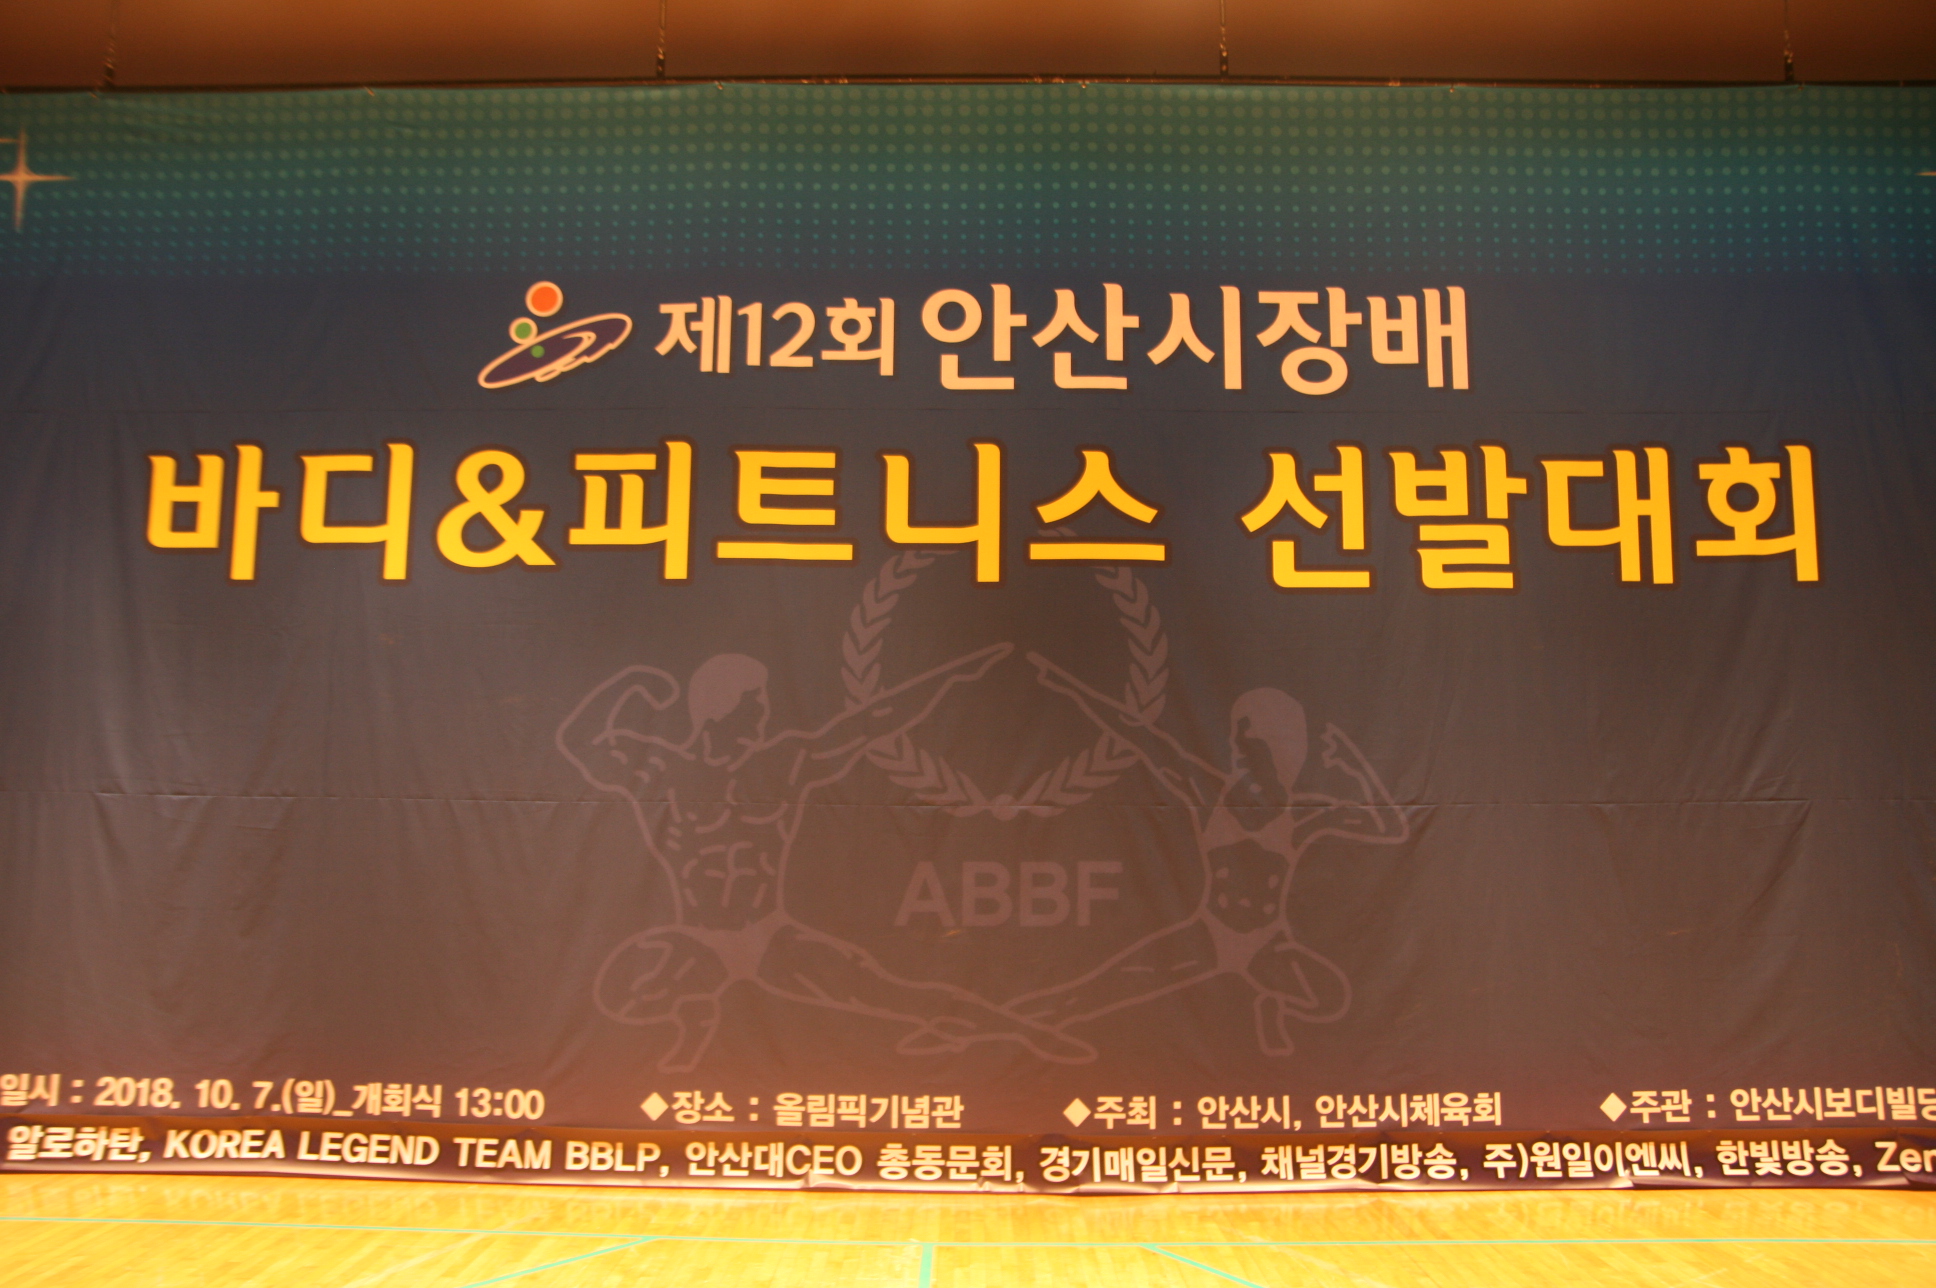 제12회 안산시장배
바디&피트니스 선발대회
ABBF
일시 : 2018. 10. 7.(일)_개회식 13:00 ◆장소 : 올림픽기념관 ◆주최 : 안산시, 안산시체육회 ◆주관 : 안산시보디빌딩
알로하탄, KOREA LEGEND TEAM BBLP, 안산대CEO 총동문회, 경기매일신문, 채널경기방송, 주)원일이엔씨, 한빛방송, Zen